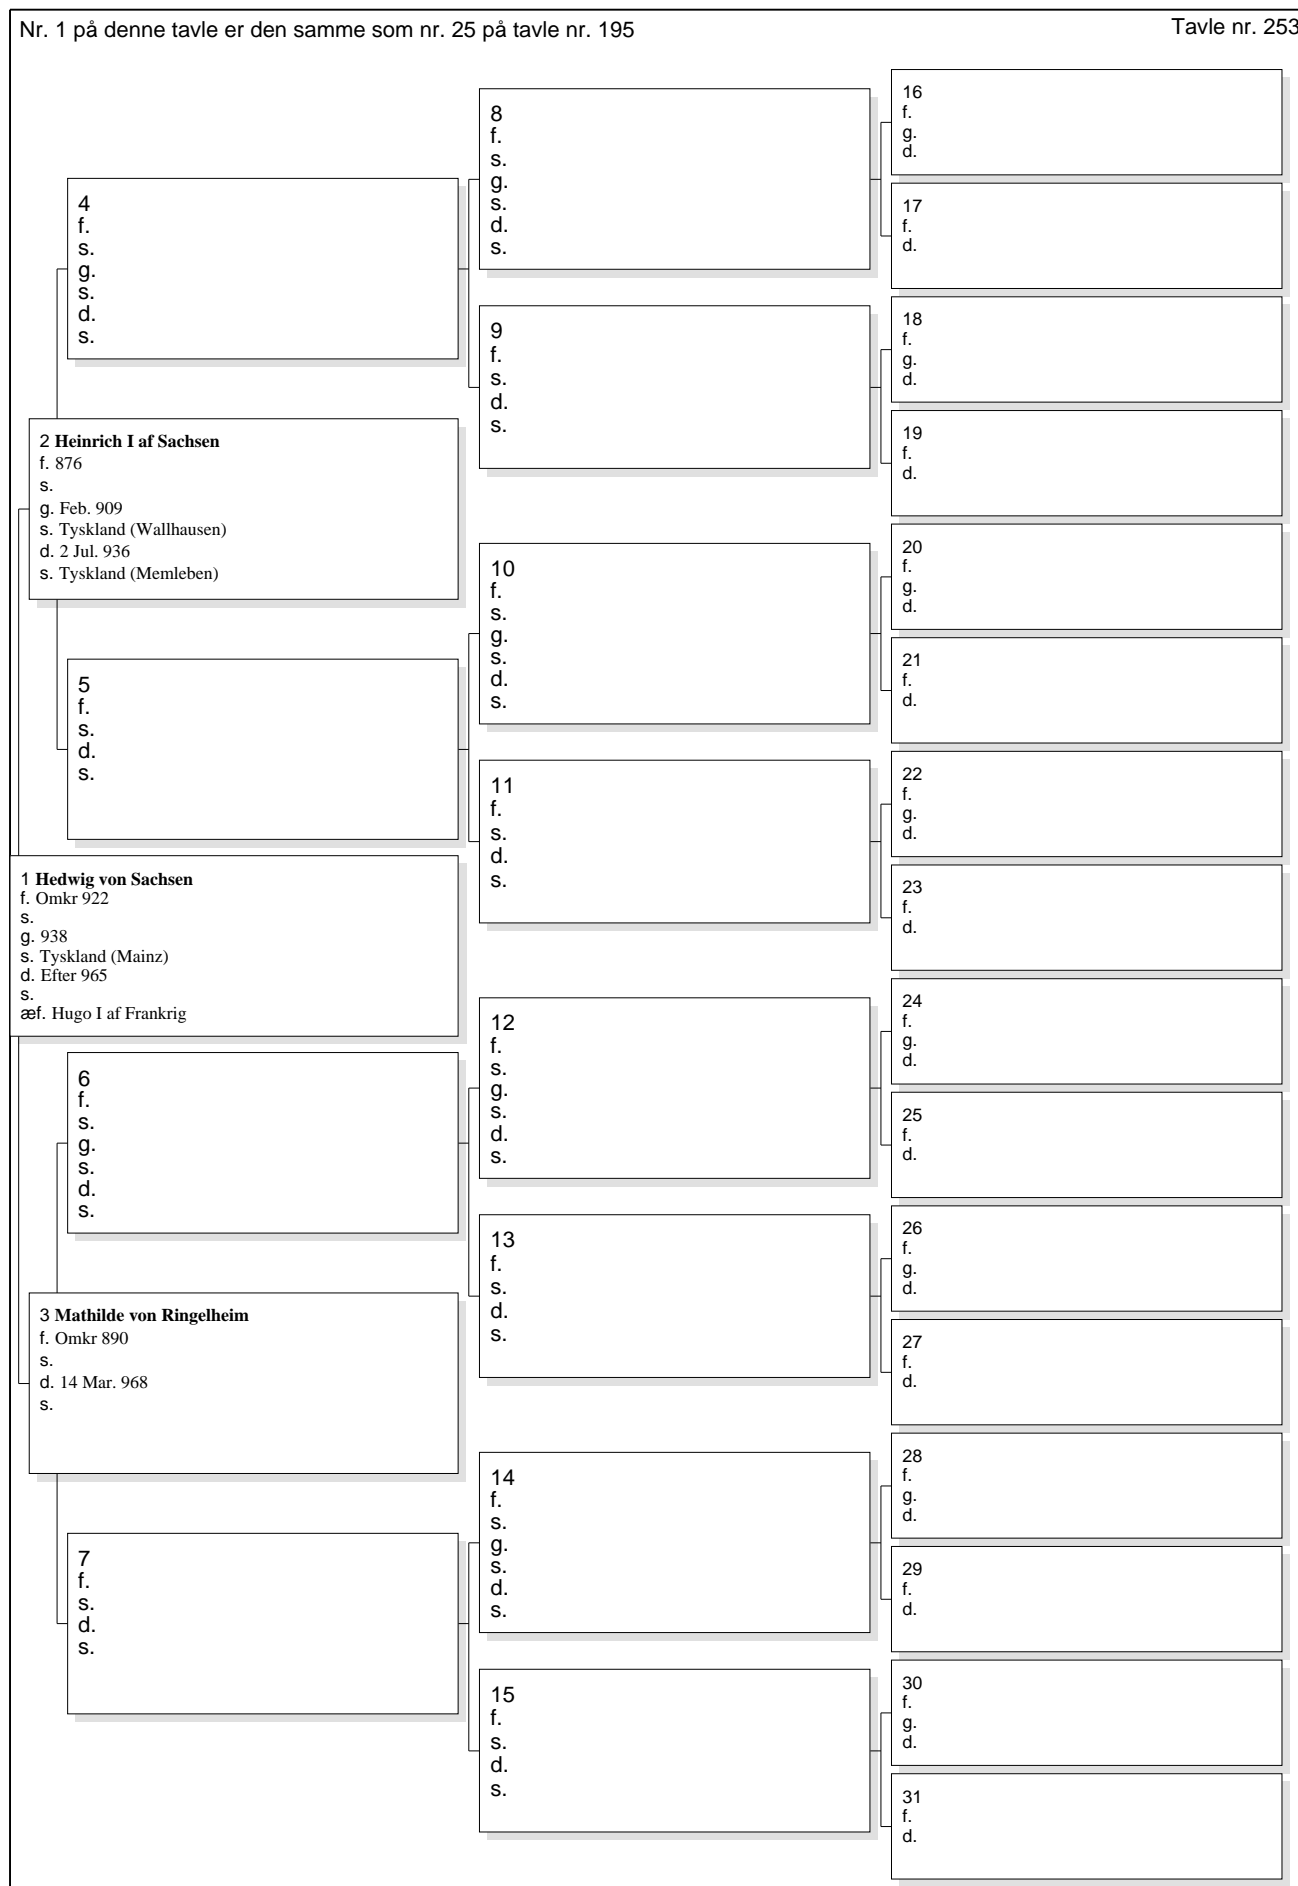 Nr. 1 på denne tavle er den samme som nr. 25 på tavle nr. 195
Tavle nr. 253
1 Hedwig von Sachsen
f. Omkr 922
s.
g. 938
s. Tyskland (Mainz)
d. Efter 965
s.
æf. Hugo I af Frankrig
2 Heinrich I af Sachsen
f. 876
s.
g. Feb. 909
s. Tyskland (Wallhausen)
d. 2 Jul. 936
s. Tyskland (Memleben)
3 Mathilde von Ringelheim
f. Omkr 890
s.
d. 14 Mar. 968
s.
4
f.
s.
g.
s.
d.
s.
5
f.
s.
d.
s.
6
f.
s.
g.
s.
d.
s.
7
f.
s.
d.
s.
8
f.
s.
g.
s.
d.
s.
9
f.
s.
d.
s.
10
f.
s.
g.
s.
d.
s.
11
f.
s.
d.
s.
12
f.
s.
g.
s.
d.
s.
13
f.
s.
d.
s.
14
f.
s.
g.
s.
d.
s.
15
f.
s.
d.
s.
16
f.
g.
d.
17
f.
d.
18
f.
g.
d.
19
f.
d.
20
f.
g.
d.
21
f.
d.
22
f.
g.
d.
23
f.
d.
24
f.
g.
d.
25
f.
d.
26
f.
g.
d.
27
f.
d.
28
f.
g.
d.
29
f.
d.
30
f.
g.
d.
31
f.
d.